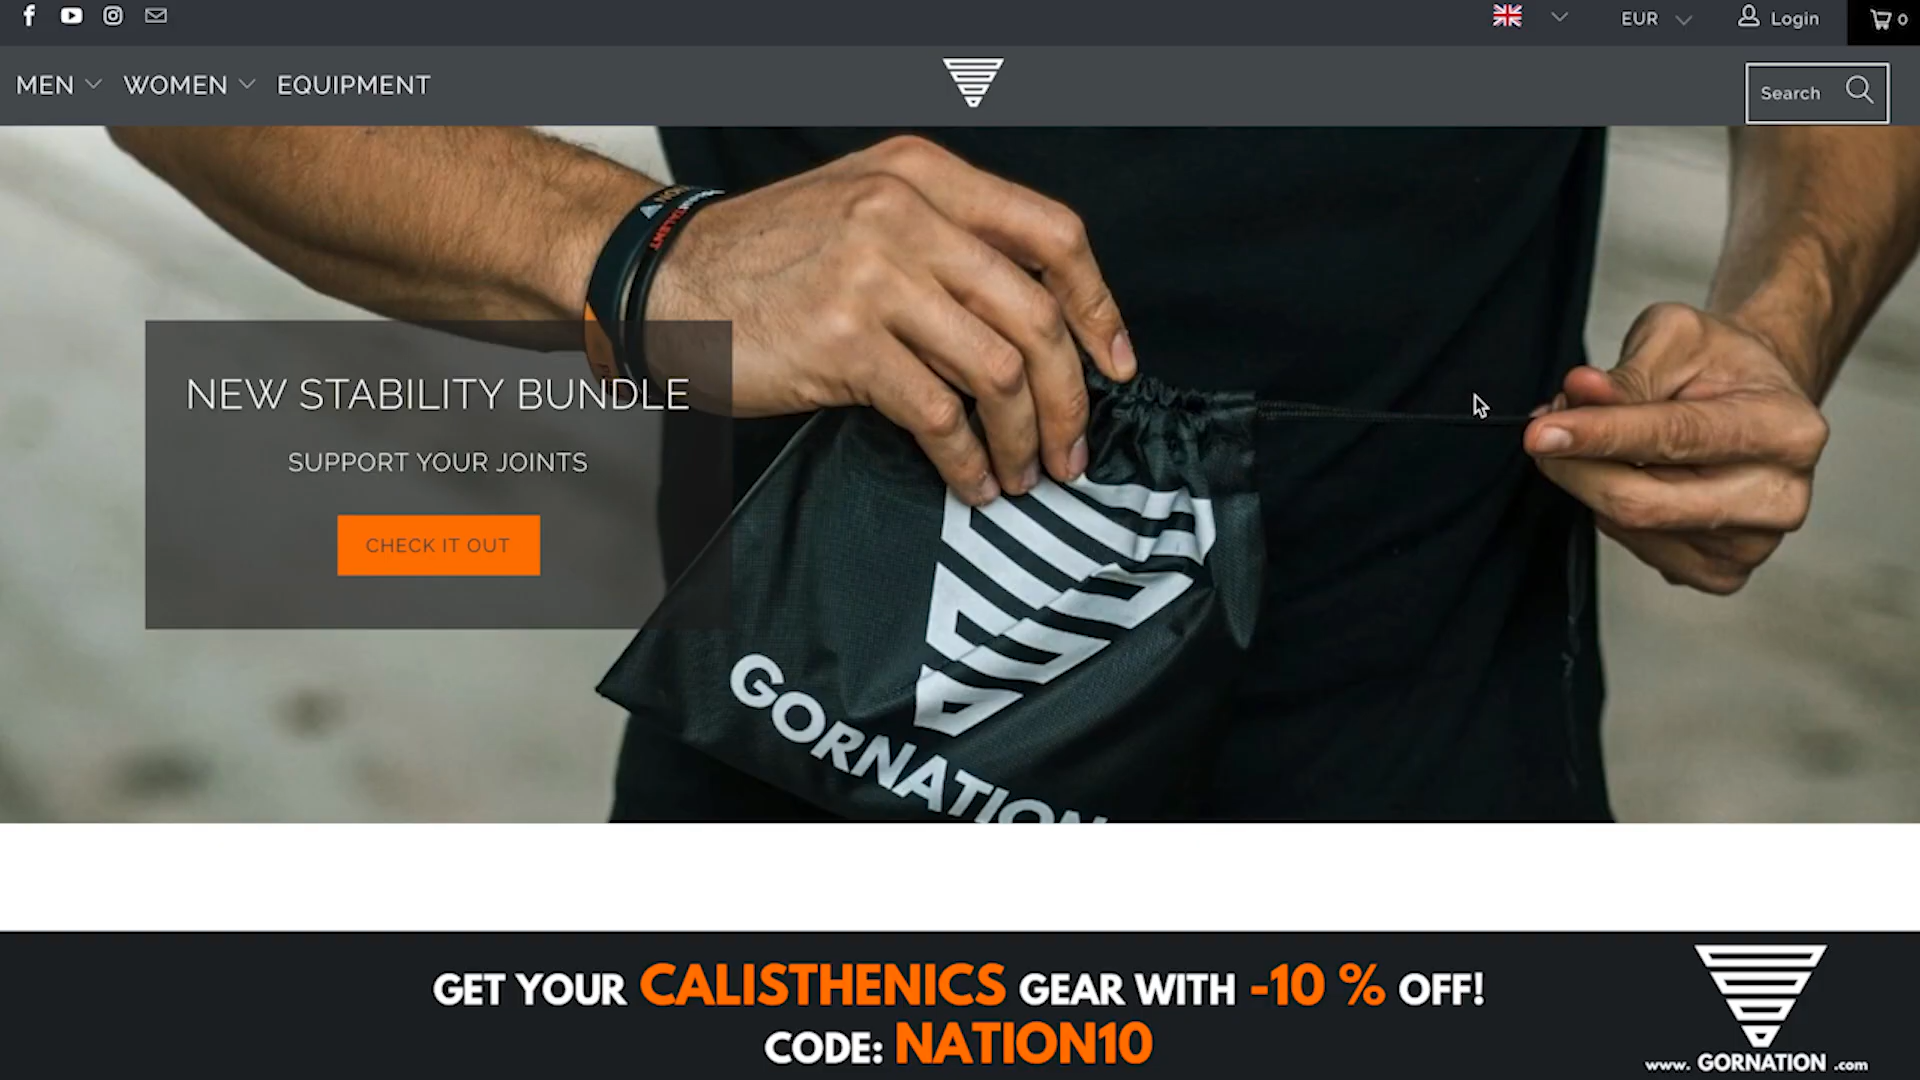 EUR
Login
0
MEN
WOMEN
EQUIPMENT
Search
NEW STABILITY BUNDLE
SUPPORT YOUR JOINTS
CHECK IT OUT
GORNATION
GET YOUR CALISTHENICS GEAR WITH -10 % OFF!
CODE: NATION10
www. GORNATION .com